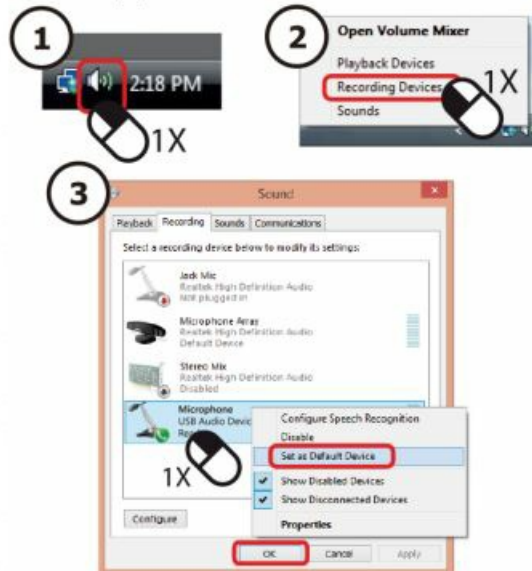 1
2:18 PM
1X
2
Open Volume Mixer
Playback Devices
Recording Devices
Sounds
1X
3
Sound
Playback Recording Sounds Communications
Select a recording device below to modify its settings:
Jack Mic
Realtek High Definition Audio
Not plugged in
Microphone Array
Realtek High Definition Audio
Default Device
Stereo Mix
Realtek High Definition Audio
Disabled
Microphone
USB Audio Devic
1X
Configure Speech Recognition
Disable
Set as Default Device
Show Disabled Devices
Show Disconnected Devices
Properties
Configure
OK Cancel Apply